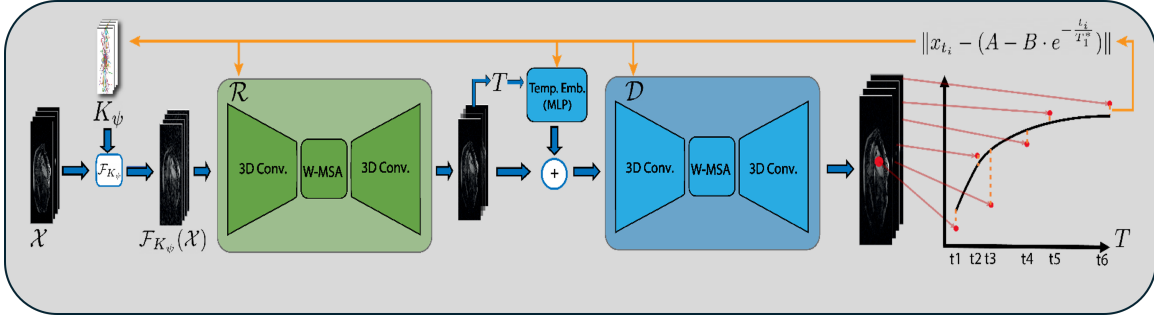 ‖x_{t_i} − (A − B · e^{−\frac{t_i}{T_1^*}})‖
R
T
Temp. Emb.
(MLP)
D
K_ψ
F_{K_ψ}
3D Conv.
W-MSA
3D Conv.
+
3D Conv.
W-MSA
3D Conv.
X
F_{K_ψ}(X)
t1 t2 t3 t4 t5 t6
T